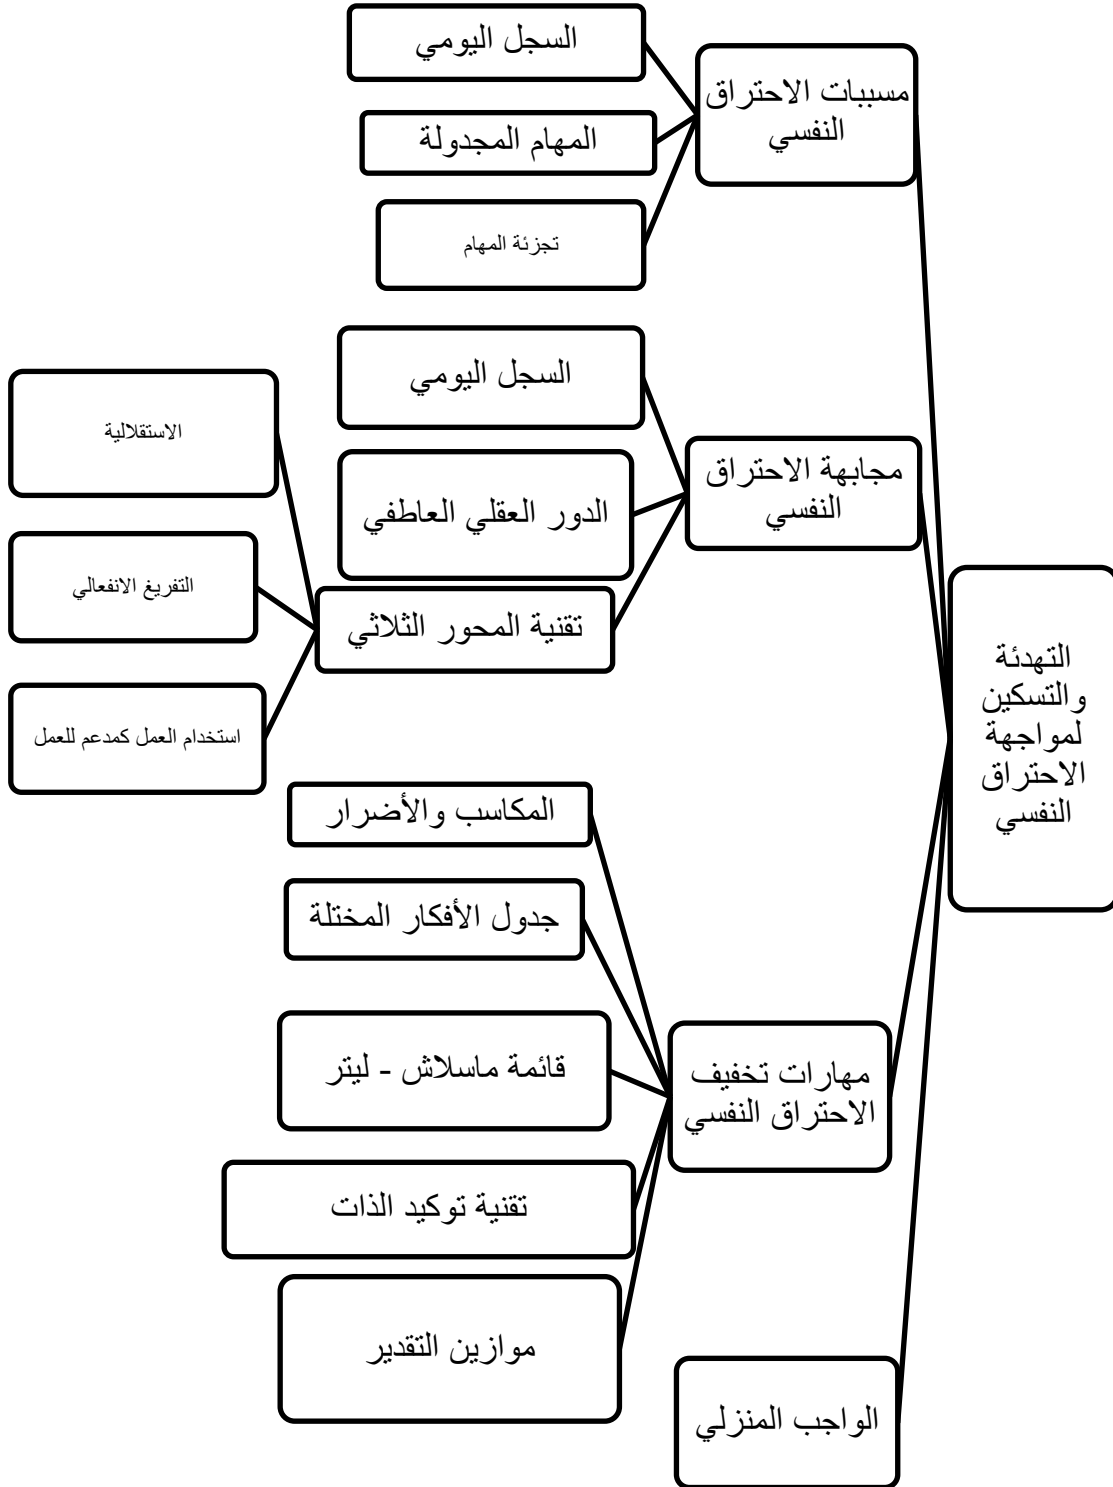 السجل اليومي
مسببات الاحتراق
النفسي
المهام المجدولة
تجزئة المهام
السجل اليومي
مجابهة الاحتراق
النفسي
الدور العقلي العاطفي
تقنية المحور الثلاثي
الاستقلالية
التفريغ الانفعالي
استخدام العمل كمدعم للعمل
التهدئة
والتسكين
لمواجهة
الاحتراق
النفسي
المكاسب والأضرار
جدول الأفكار المختلة
قائمة ماسلاش - ليتر
مهارات تخفيف
الاحتراق النفسي
تقنية توكيد الذات
موازين التقدير
الواجب المنزلي